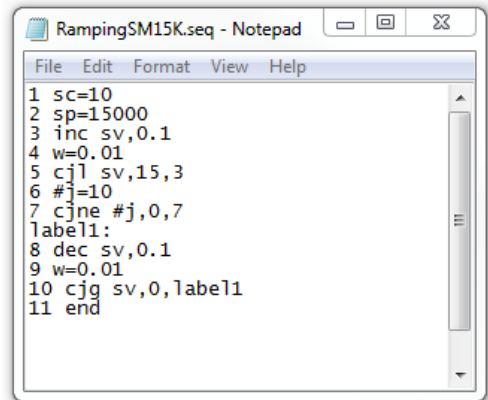 RampingSM15K.seq - Notepad
File Edit Format View Help
1 sc=10
2 sp=15000
3 inc sv,0.1
4 w=0.01
5 cjl sv,15,3
6 #j=10
7 cjne #j,0,7
label1:
8 dec sv,0.1
9 w=0.01
10 cjg sv,0,label1
11 end